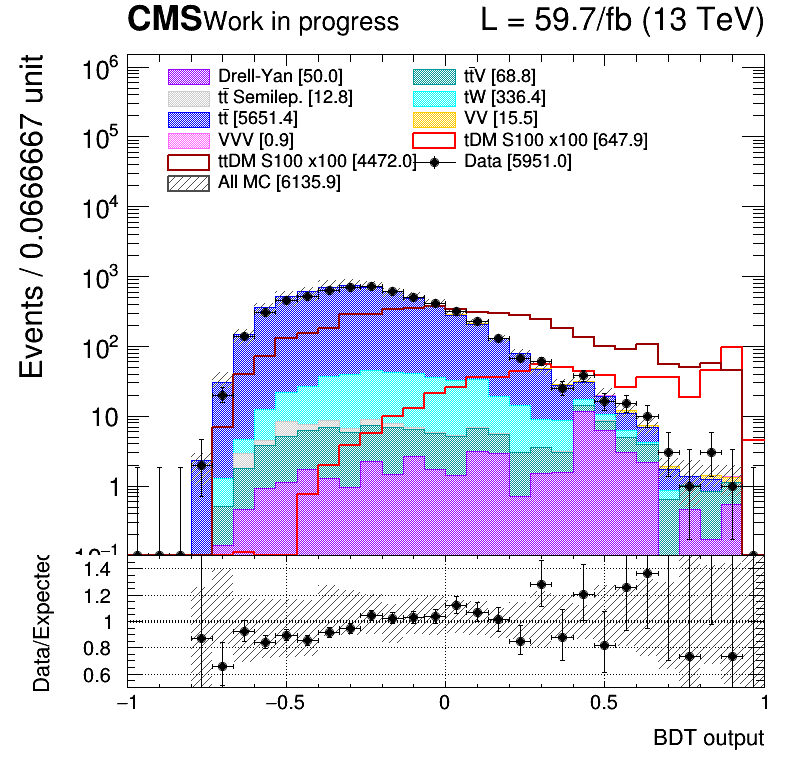 CMS Work in progress L = 59.7/fb (13 TeV)
Events / 0.0666667 unit
10⁶
10⁵
10⁴
10³
10²
10
1
10⁻¹
Drell-Yan [50.0] tt̄V [68.8]
tt̄ Semilep. [12.8] tW [336.4]
tt̄ [5651.4] VV [15.5]
VVV [0.9] tDM S100 x100 [647.9]
ttDM S100 x100 [4472.0] Data [5951.0]
All MC [6135.9]
Data/Expected
1.4
1.2
1
0.8
0.6
−1 −0.5 0 0.5 1
BDT output